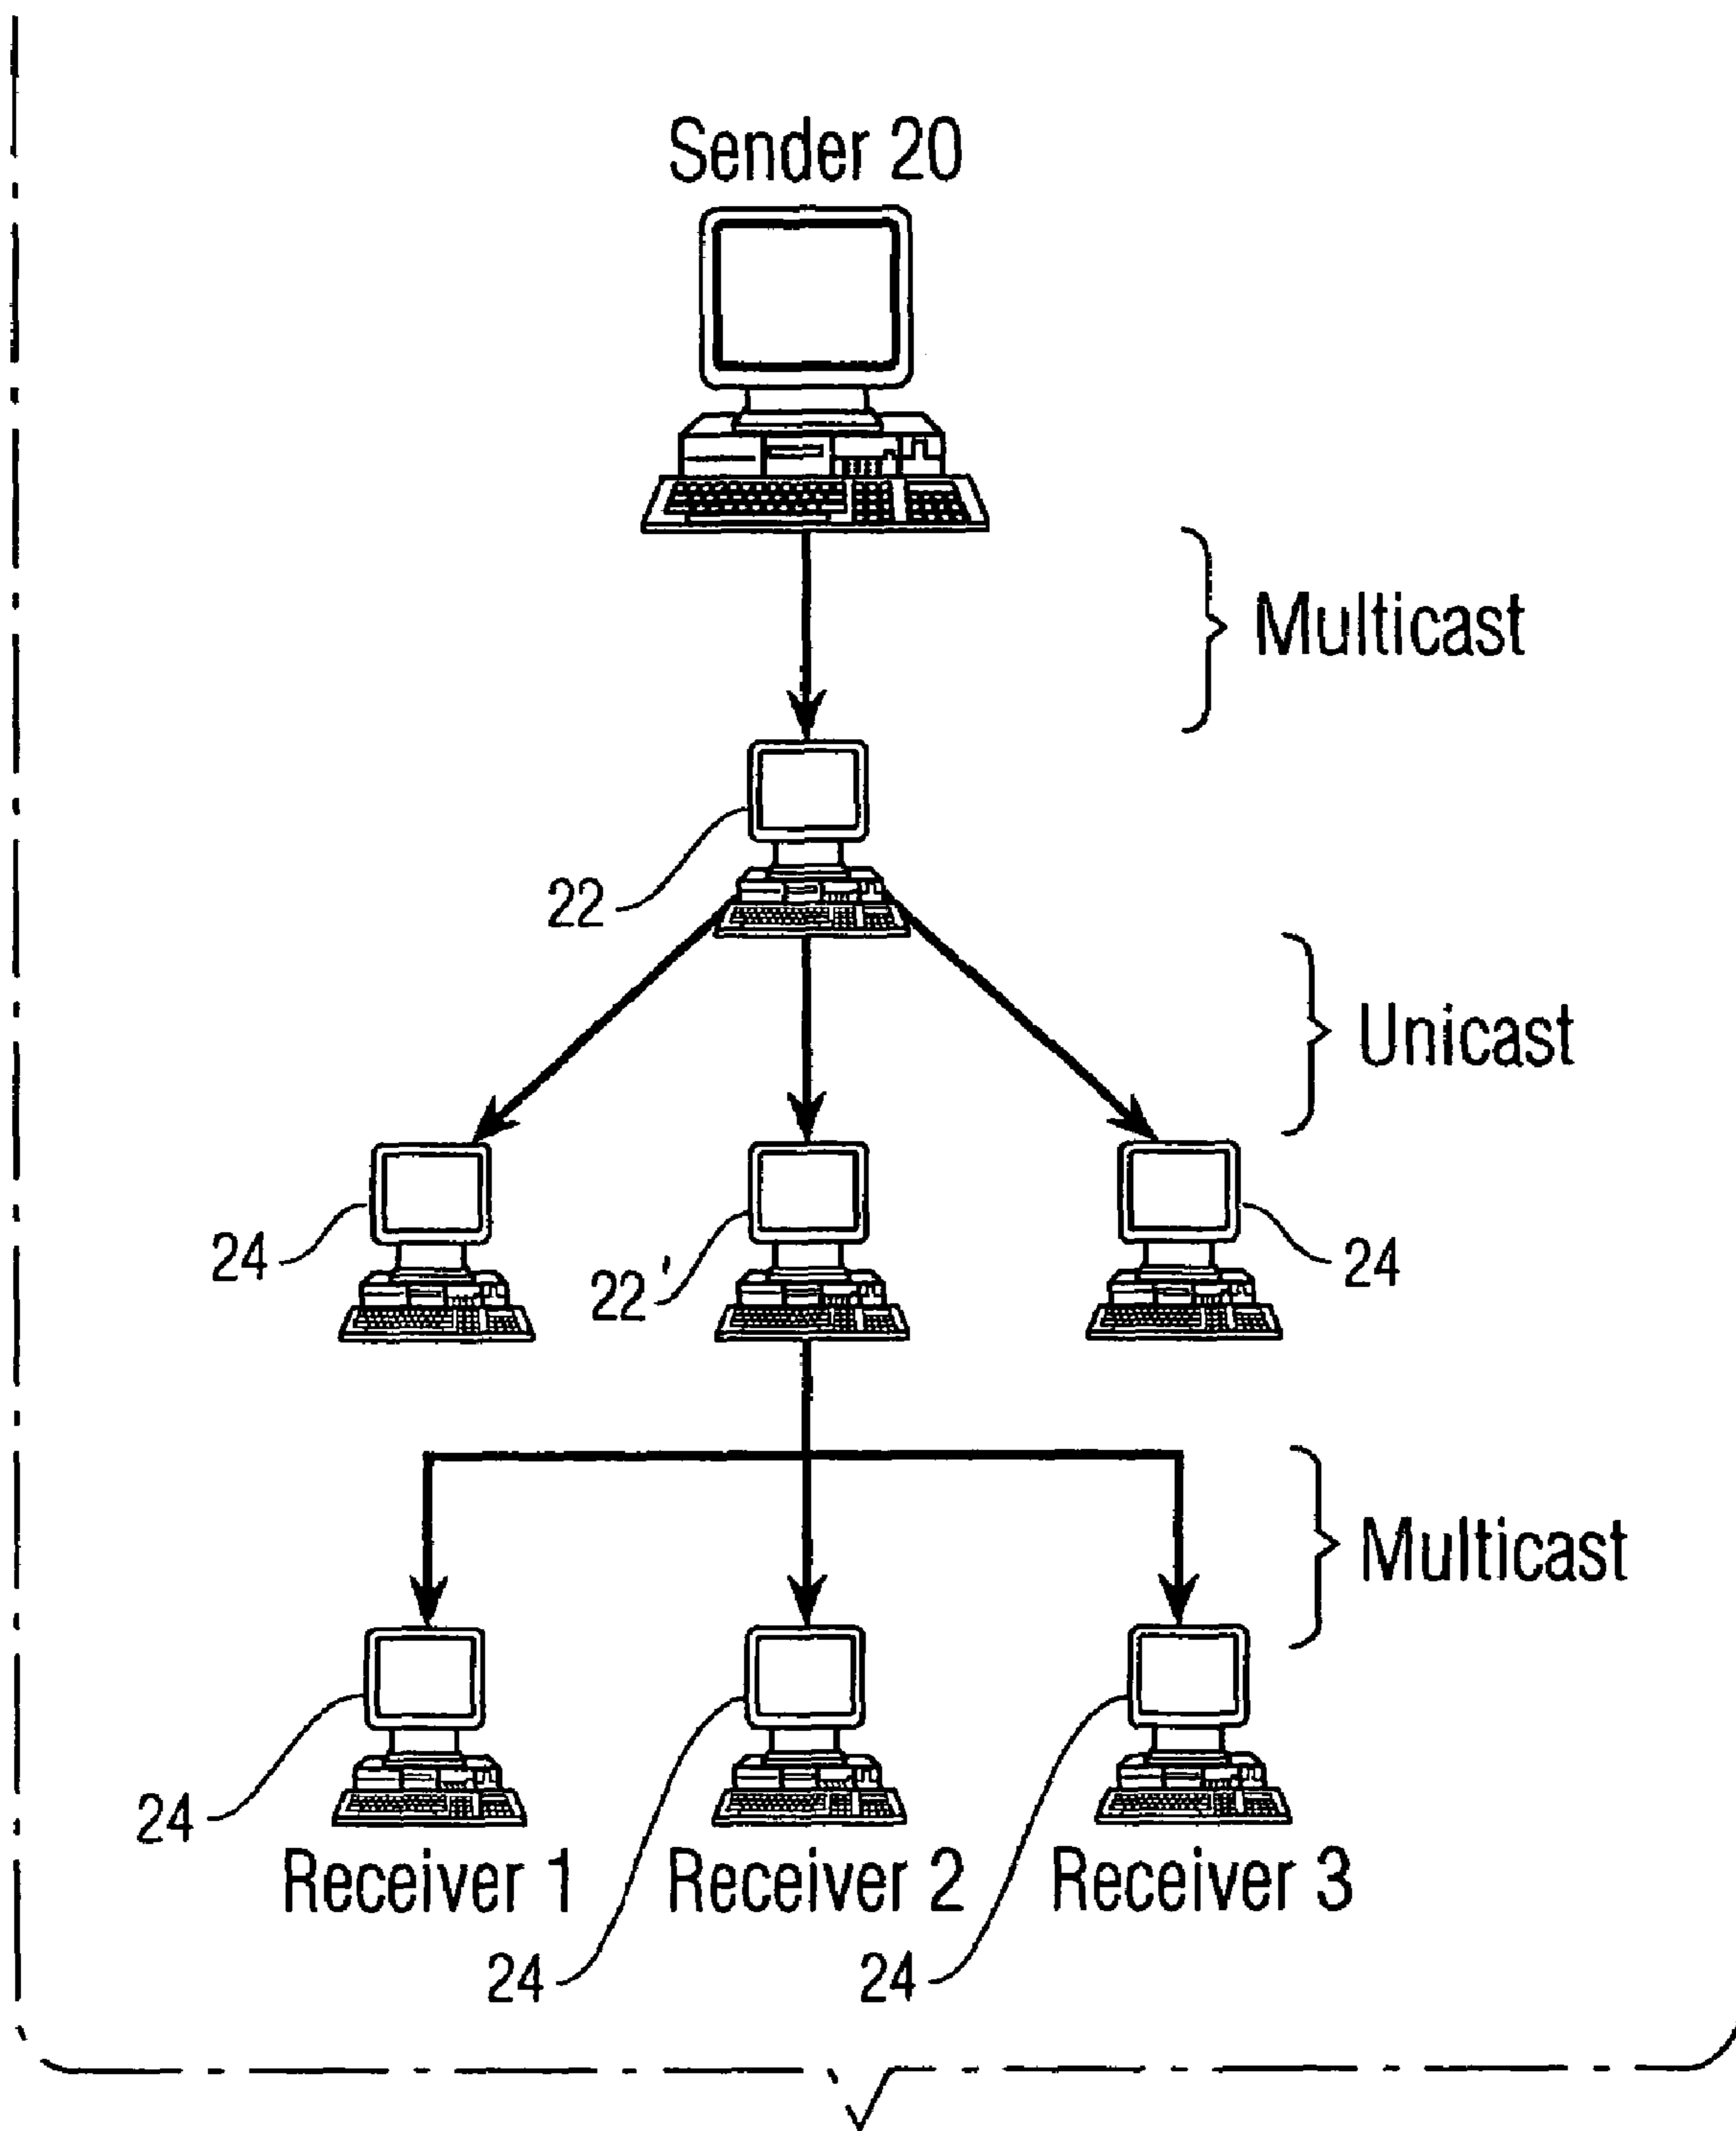 Sender 20
Multicast
22
Unicast
24
22'
24
Multicast
24
Receiver 1
Receiver 2
Receiver 3
24
24